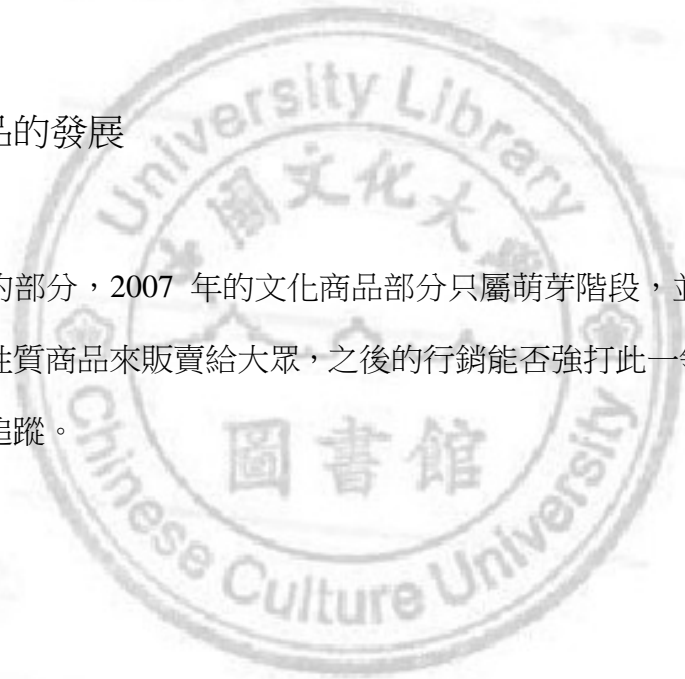 品的發展
的部分，2007 年的文化商品部分只屬萌芽階段，並
性質商品來販賣給大眾，之後的行銷能否強打此一
追蹤。
University Library
中國文化大學
圖書館
Chinese Culture University